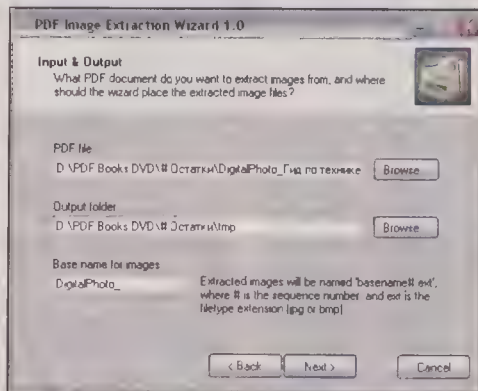 PDF Image Extraction Wizard 1.0
Input & Output
What PDF document do you want to extract images from, and where
should the wizard place the extracted image files?
PDF file
D:\PDF Books DVD\# Остатки\DigitalPhoto_Гид по технике
Browse...
Output folder
D:\PDF Books DVD\# Остатки\tmp
Browse...
Base name for images
DigitalPhoto_
Extracted images will be named 'basename#.ext',
where # is the sequence number, and ext is the
filetype extension (jpg or bmp)
< Back
Next >
Cancel